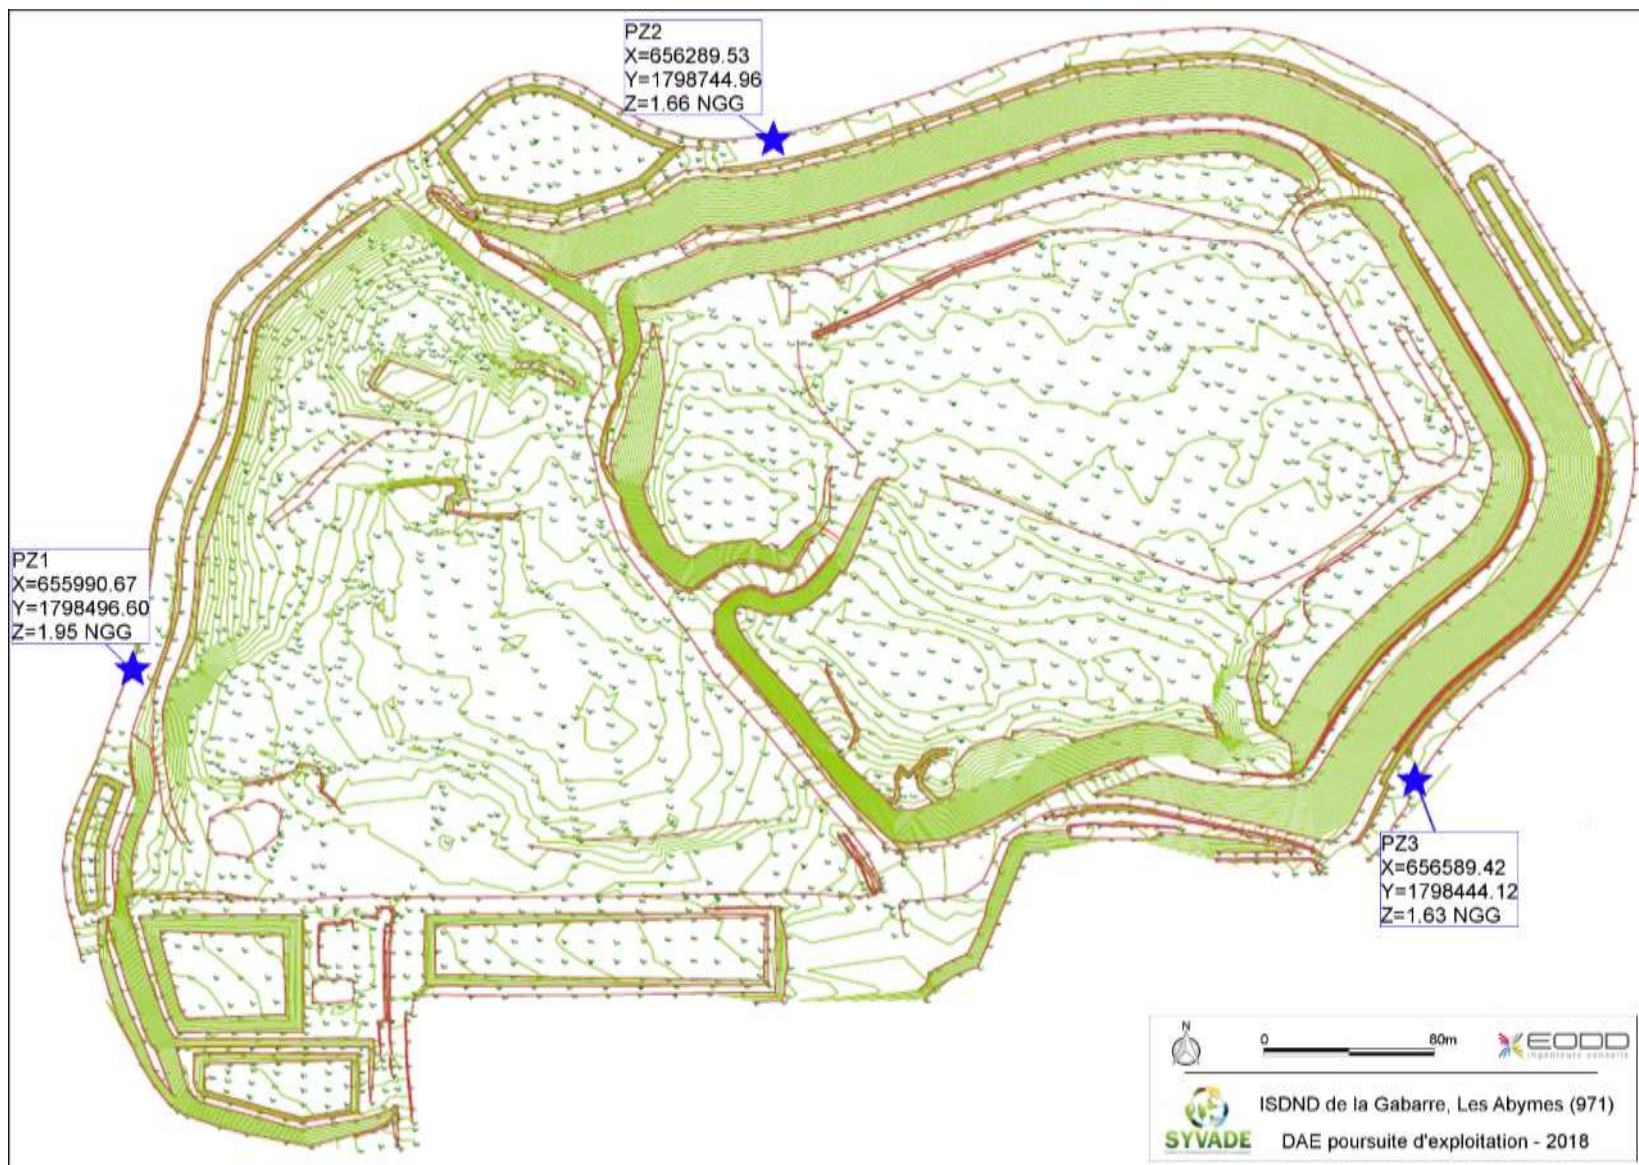 PZ2
X=656289.53
Y=1798744.96
Z=1.66 NGG
PZ1
X=655990.67
Y=1798496.60
Z=1.95 NGG
PZ3
X=656589.42
Y=1798444.12
Z=1.63 NGG
N
0 80m
EODD
ingénieurs conseils
ISDND de la Gabarre, Les Abymes (971)
SYVADE
DAE poursuite d'exploitation - 2018